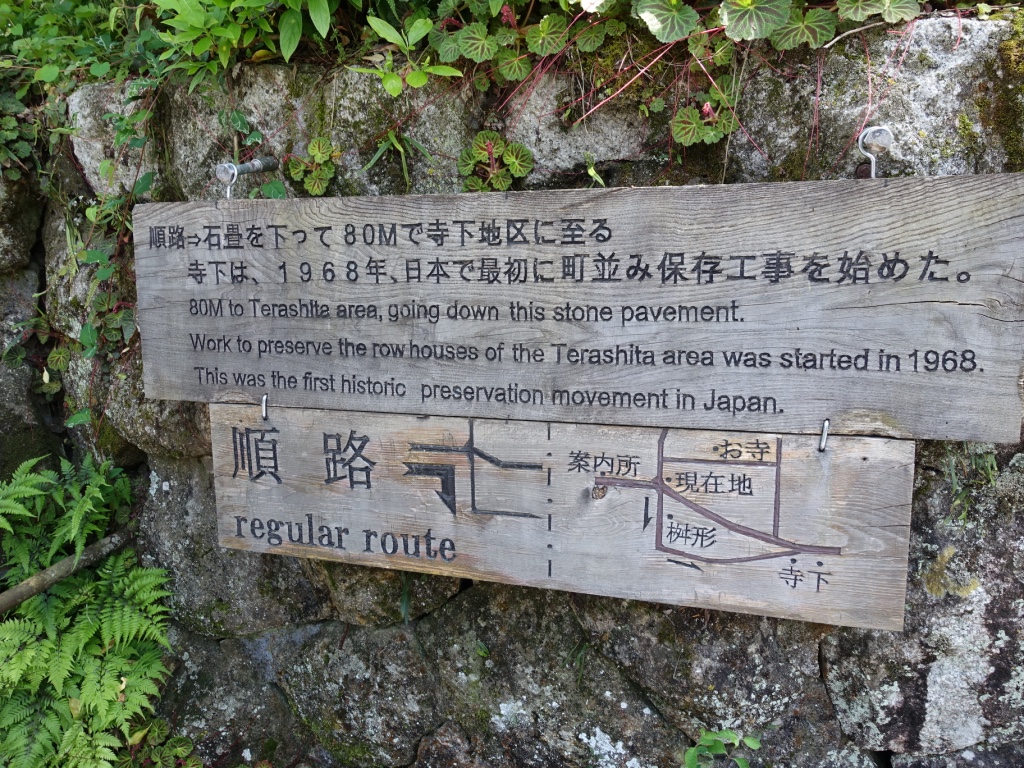 順路⇒石畳を下って80Mで寺下地区に至る
寺下は、1968年、日本で最初に町並み保存工事を始めた。
80M to Terashita area, going down this stone pavement.
Work to preserve the row houses of the Terashita area was started in 1968.
This was the first historic preservation movement in Japan.
順路
regular route
お寺
案内所
現在地
桝形
寺下